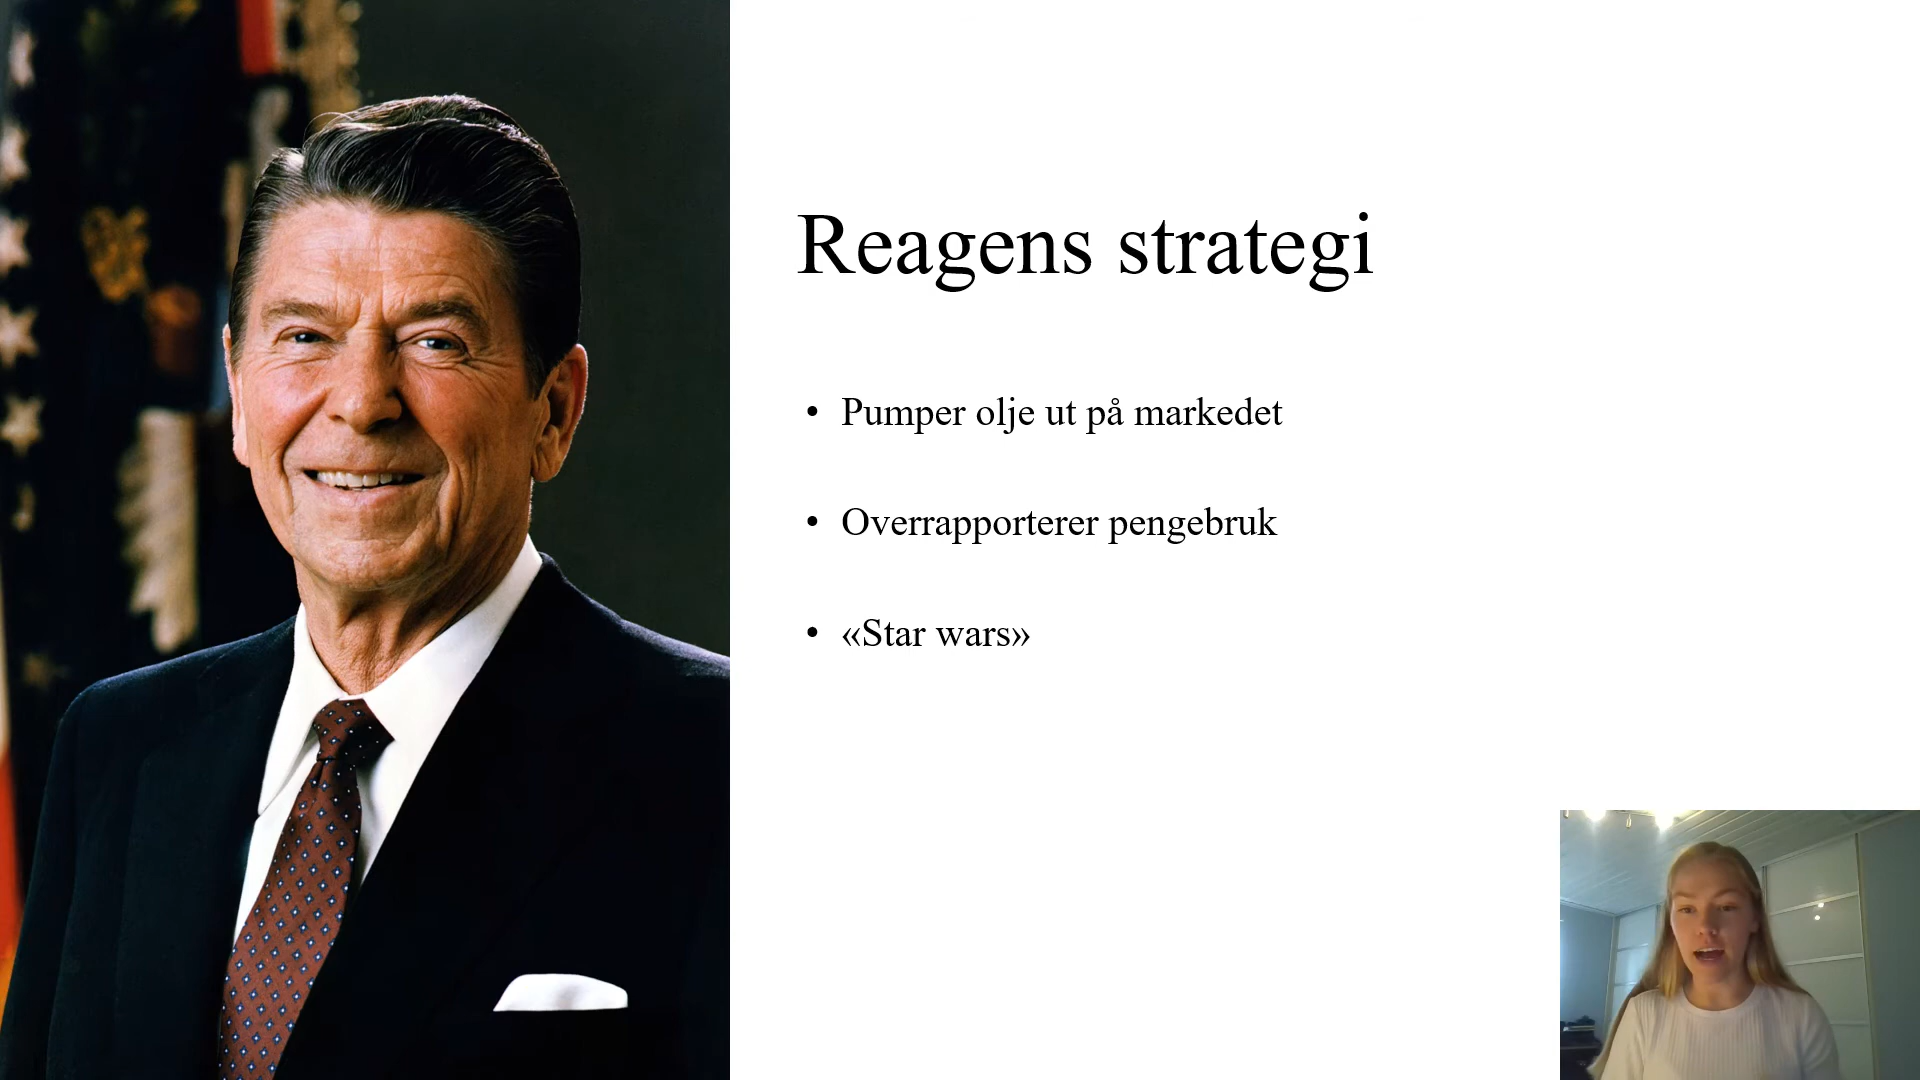 Reagens strategi
• Pumper olje ut på markedet
• Overrapporterer pengebruk
• «Star wars»